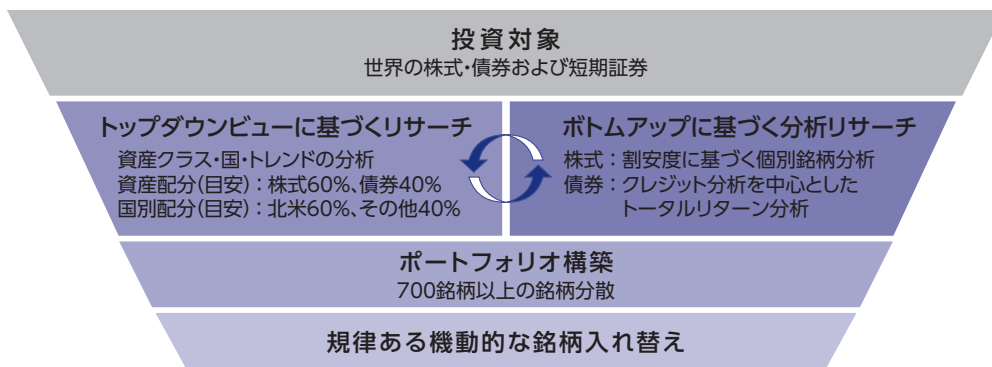 投資対象
世界の株式・債券および短期証券
トップダウンビューに基づくリサーチ
資産クラス・国・トレンドの分析
資産配分(目安)：株式60%、債券40%
国別配分(目安)：北米60%、その他40%
ボトムアップに基づく分析リサーチ
株式：割安度に基づく個別銘柄分析
債券：クレジット分析を中心とした
トータルリターン分析
ポートフォリオ構築
700銘柄以上の銘柄分散
規律ある機動的な銘柄入れ替え